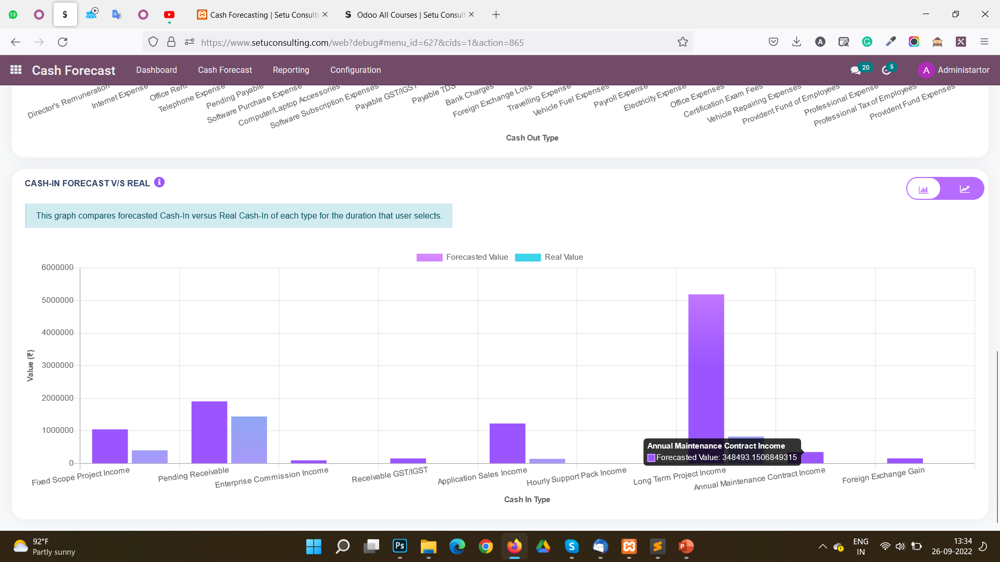 13
S
Cash Forecasting | Setu Consulti
S Odoo All Courses | Setu Consult
https://www.setuconsulting.com/web?debug#menu_id=627&cids=1&action=865
A
Cash Forecast
Dashboard
Cash Forecast
Reporting
Configuration
20
5
A
Administartor
Director's Remuneration
Internet Expense
Office Rent
Telephone Expense
Pending Payable
Software Purchase Expense
Computer/Laptop Accessories
Software Subscription Expenses
Payable GST/IGST
Payable TDS
Bank Charges
Foreign Exchange Loss
Travelling Expense
Vehicle Fuel Expenses
Payroll Expense
Electricity Expense
Office Expenses
Certification Exam Fees
Vehicle Repairing Expenses
Provident Fund of Employees
Professional Expense
Professional Tax of Employees
Provident Fund Expenses
Cash Out Type
CASH-IN FORECAST V/S REAL
This graph compares forecasted Cash-In versus Real Cash-In of each type for the duration that user selects.
Forecasted Value
Real Value
6000000
5000000
4000000
3000000
2000000
1000000
0
Value (₹)
Annual Maintenance Contract Income
Forecasted Value: 348493.1506849315
Fixed Scope Project Income
Pending Receivable
Enterprise Commission Income
Receivable GST/IGST
Application Sales Income
Hourly Support Pack Income
Long Term Project Income
Annual Maintenance Contract Income
Foreign Exchange Gain
Cash In Type
92°F
Partly sunny
Ps
S
P
ENG
IN
13:34
26-09-2022